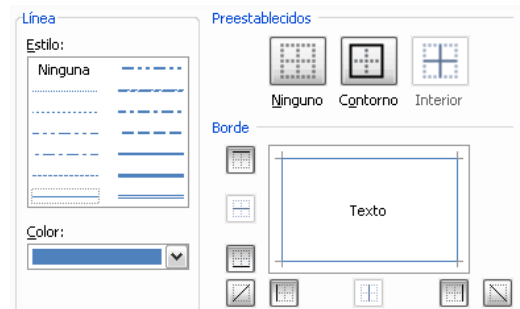 Línea
Estilo:
Ninguna
Color:
Preestablecidos
Ninguno Contorno Interior
Borde
Texto